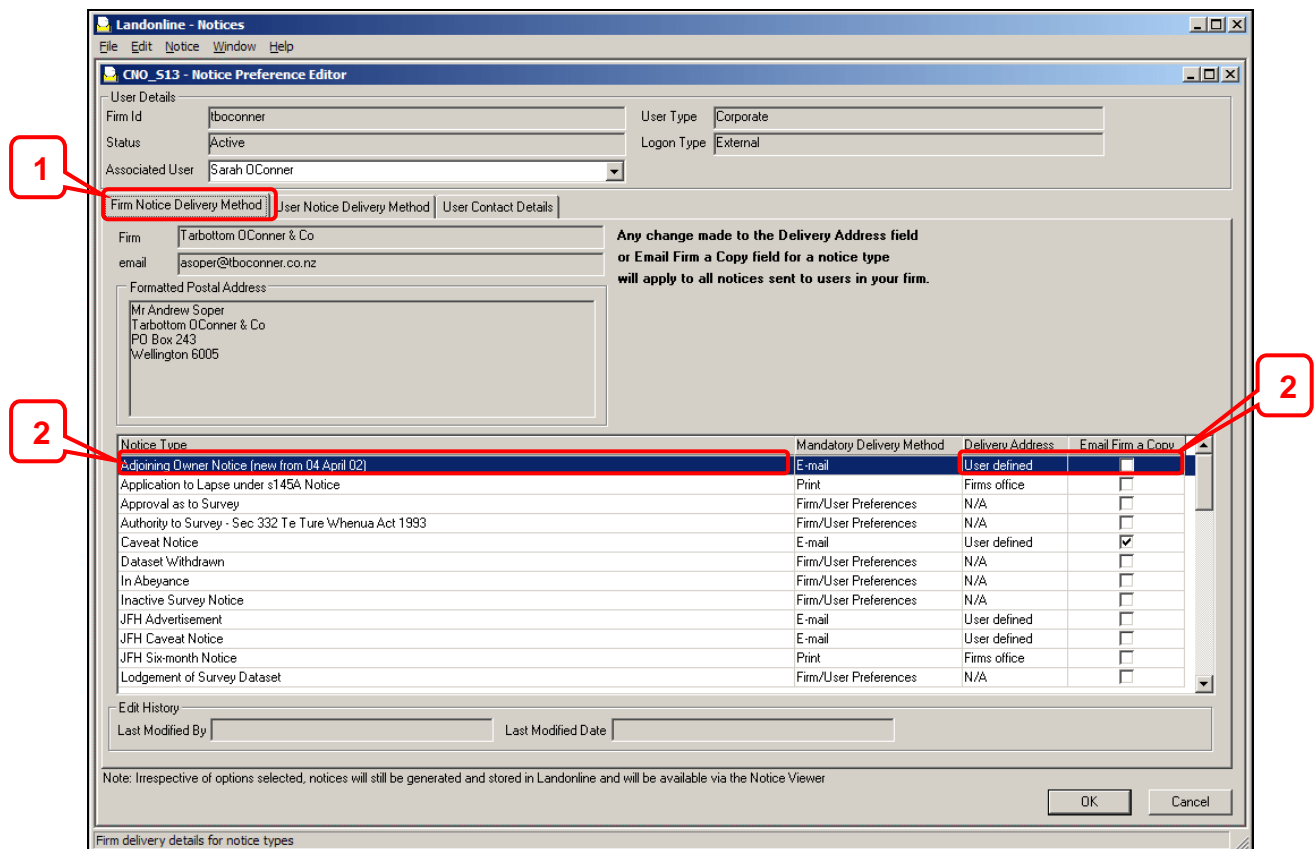 Landonline - Notices
File Edit Notice Window Help
CNO_S13 - Notice Preference Editor
User Details
Firm Id tboconner User Type Corporate
Status Active Logon Type External
1
Associated User Sarah OConner
Firm Notice Delivery Method User Notice Delivery Method User Contact Details
Firm Tarbottom OConner & Co
email asoper@tboconner.co.nz
Any change made to the Delivery Address field
or Email Firm a Copy field for a notice type
will apply to all notices sent to users in your firm.
Formatted Postal Address
Mr Andrew Soper
Tarbottom OConner & Co
PO Box 243
Wellington 6005
2
2
Notice Type Mandatory Delivery Method Delivery Address Email Firm a Copy
Adjoining Owner Notice (new from 04 April 02) E-mail User defined
Application to Lapse under s145A Notice Print Firms office
Approval as to Survey Firm/User Preferences N/A
Authority to Survey - Sec 332 Te Ture Whenua Act 1993 Firm/User Preferences N/A
Caveat Notice E-mail User defined
Dataset Withdrawn Firm/User Preferences N/A
In Abeyance Firm/User Preferences N/A
Inactive Survey Notice Firm/User Preferences N/A
JFH Advertisement E-mail User defined
JFH Caveat Notice E-mail User defined
JFH Six-month Notice Print Firms office
Lodgement of Survey Dataset Firm/User Preferences N/A
Edit History
Last Modified By Last Modified Date
Note: Irrespective of options selected, notices will still be generated and stored in Landonline and will be available via the Notice Viewer
OK Cancel
Firm delivery details for notice types